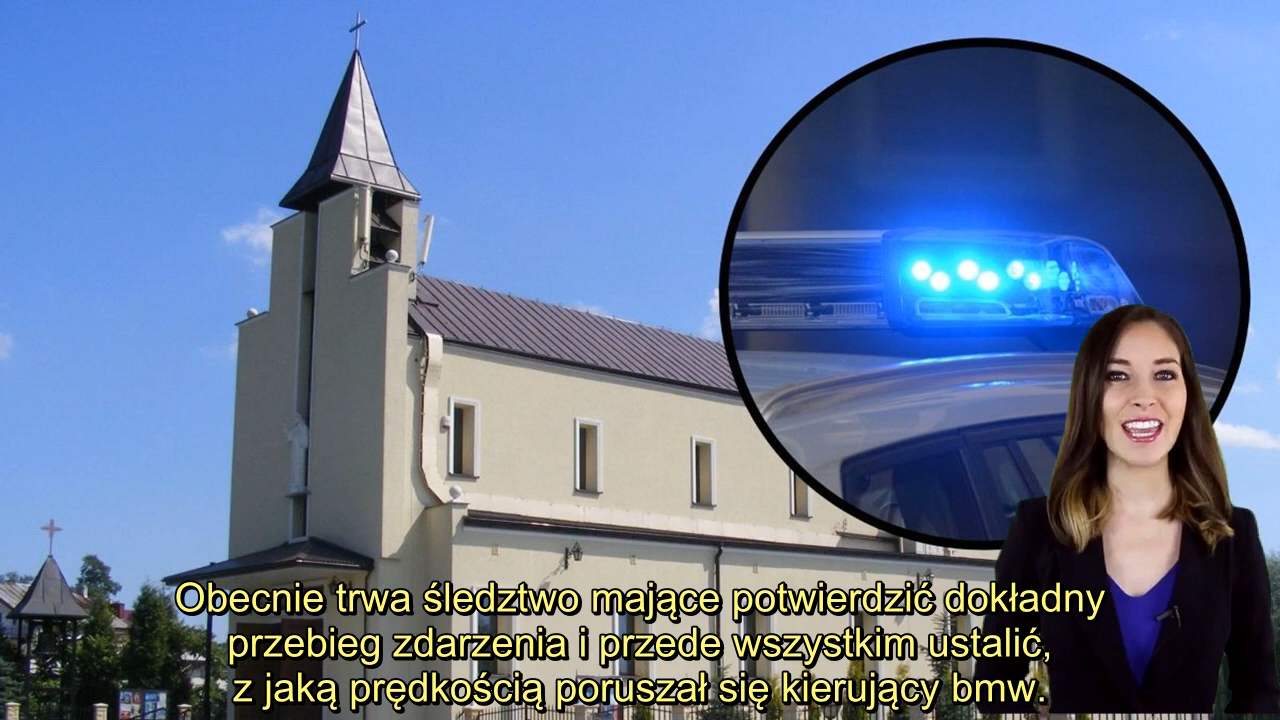 Obecnie trwa śledztwo mające potwierdzić dokładny
przebieg zdarzenia i przede wszystkim ustalić,
z jaką prędkością poruszał się kierujący bmw.